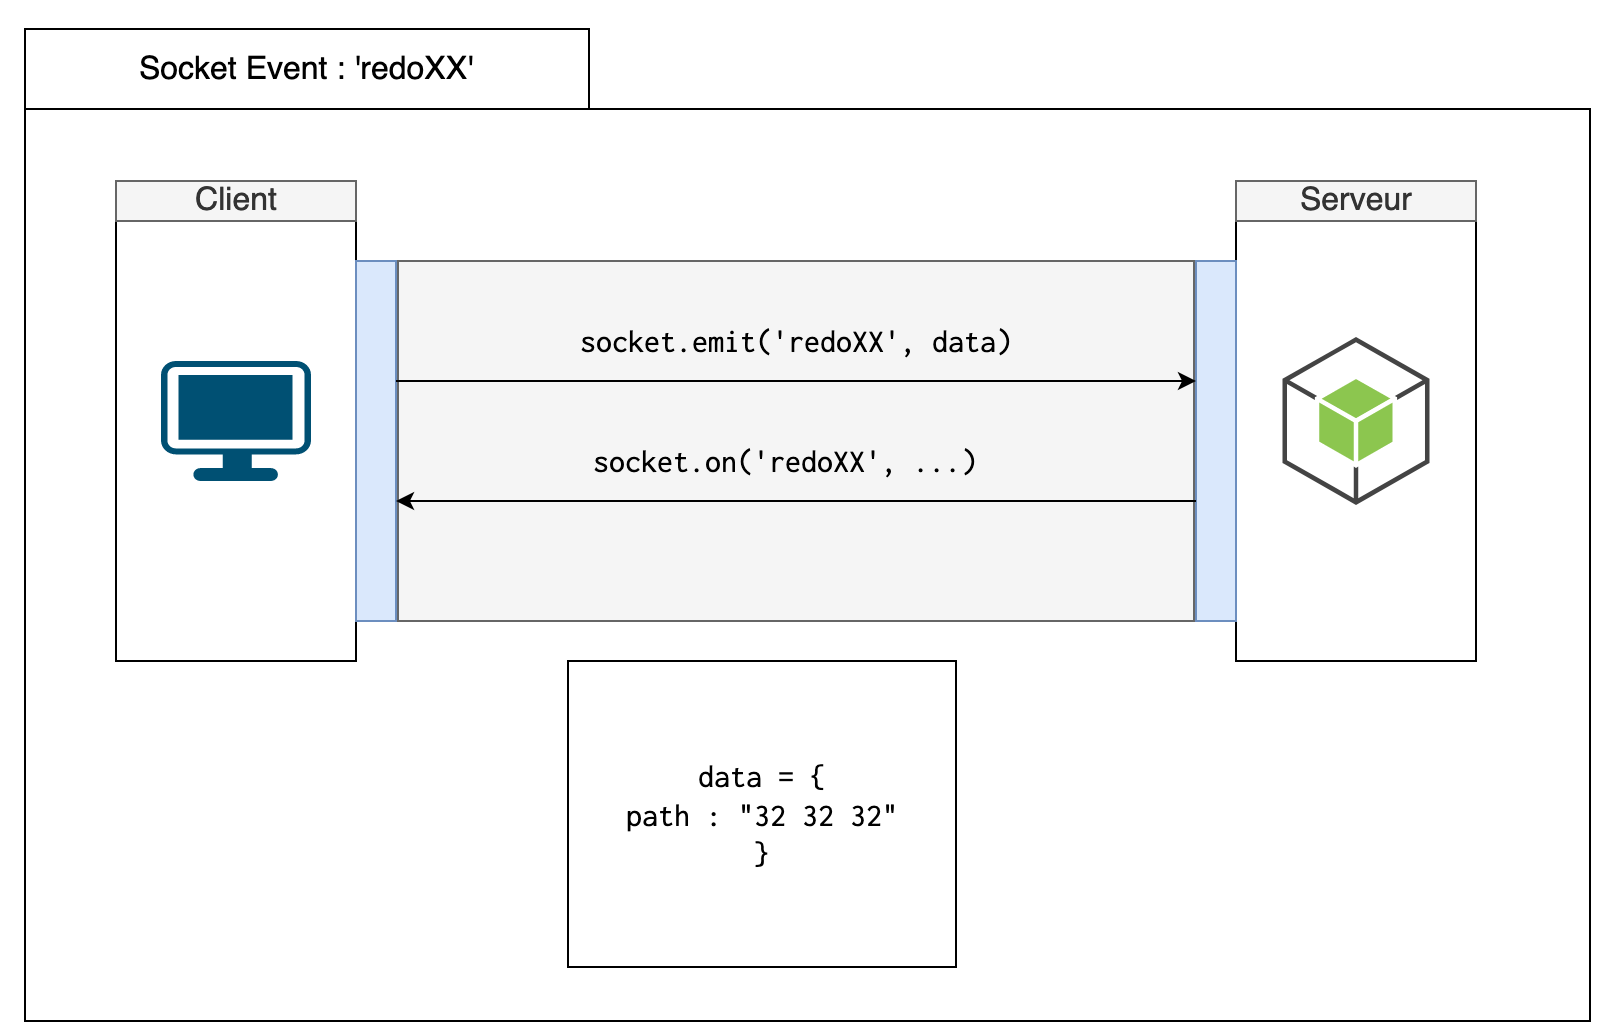 Socket Event : 'redoXX'
Client
Serveur
socket.emit('redoXX', data)
socket.on('redoXX', ...)
data = {
path : "32 32 32"
}